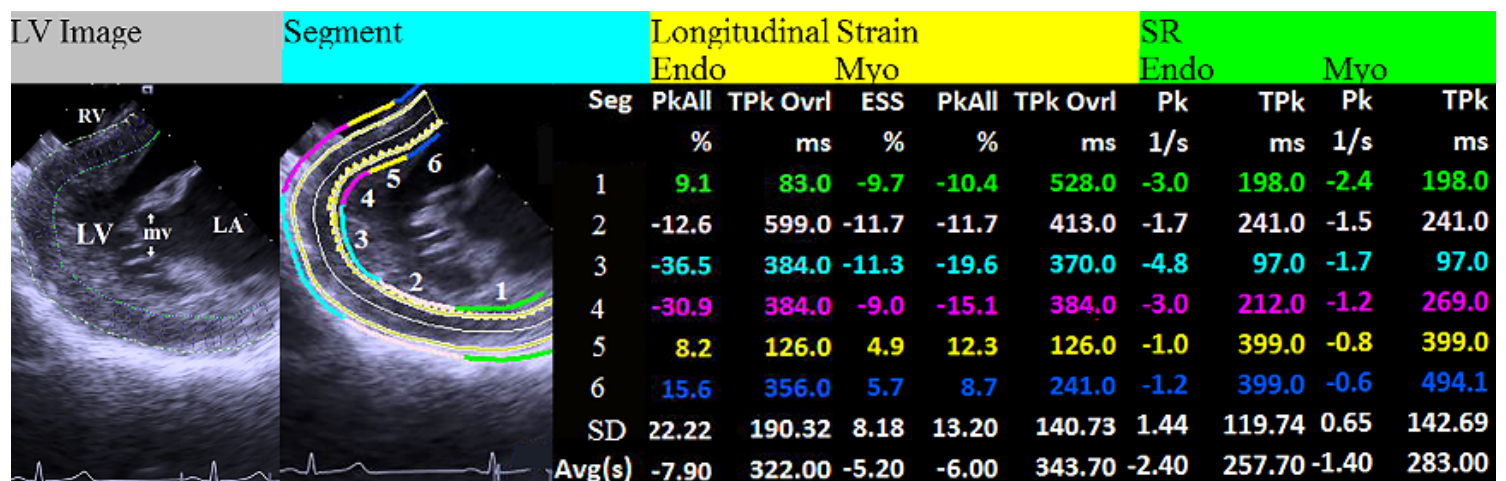 LV Image Segment Longitudinal Strain SR
Endo Myo Endo Myo
Seg PkAll TPk Ovrl ESS PkAll TPk Ovrl Pk TPk Pk TPk
% ms % % ms 1/s ms 1/s ms
1 9.1 83.0 -9.7 -10.4 528.0 -3.0 198.0 -2.4 198.0
2 -12.6 599.0 -11.7 -11.7 413.0 -1.7 241.0 -1.5 241.0
3 -36.5 384.0 -11.3 -19.6 370.0 -4.8 97.0 -1.7 97.0
4 -30.9 384.0 -9.0 -15.1 384.0 -3.0 212.0 -1.2 269.0
5 8.2 126.0 4.9 12.3 126.0 -1.0 399.0 -0.8 399.0
6 15.6 356.0 5.7 8.7 241.0 -1.2 399.0 -0.6 494.1
SD 22.22 190.32 8.18 13.20 140.73 1.44 119.74 0.65 142.69
Avg(s) -7.90 322.00 -5.20 -6.00 343.70 -2.40 257.70 -1.40 283.00
RV
LV mv LA
6
5
4
3
2
1